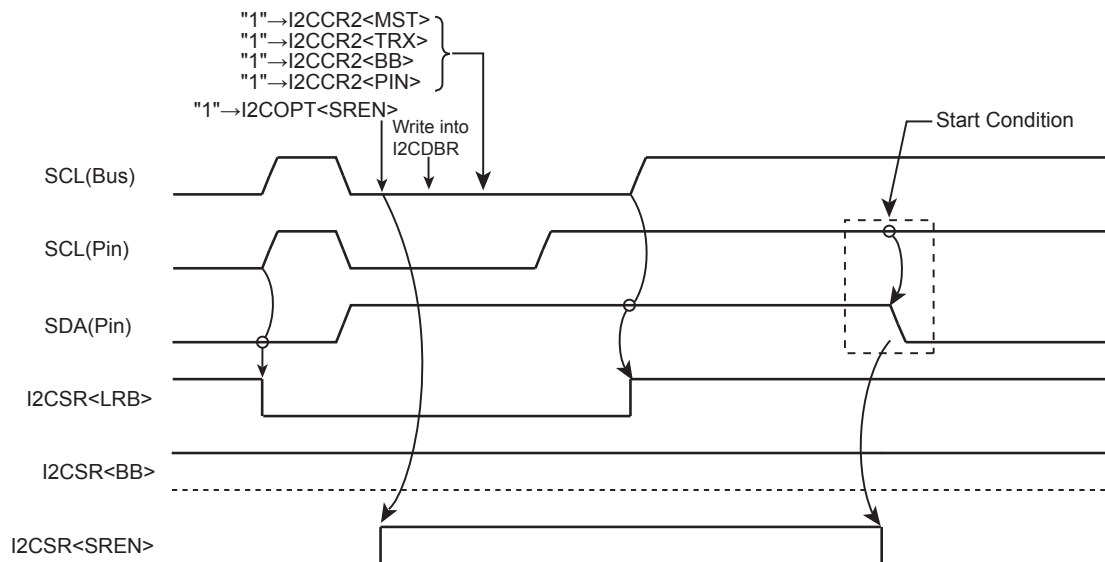 "1"→I2CCR2<MST>
"1"→I2CCR2<TRX>
"1"→I2CCR2<BB>
"1"→I2CCR2<PIN>
"1"→I2COPT<SREN>
Write into
I2CDBR
Start Condition
SCL(Bus)
SCL(Pin)
SDA(Pin)
I2CSR<LRB>
I2CSR<BB>
I2CSR<SREN>